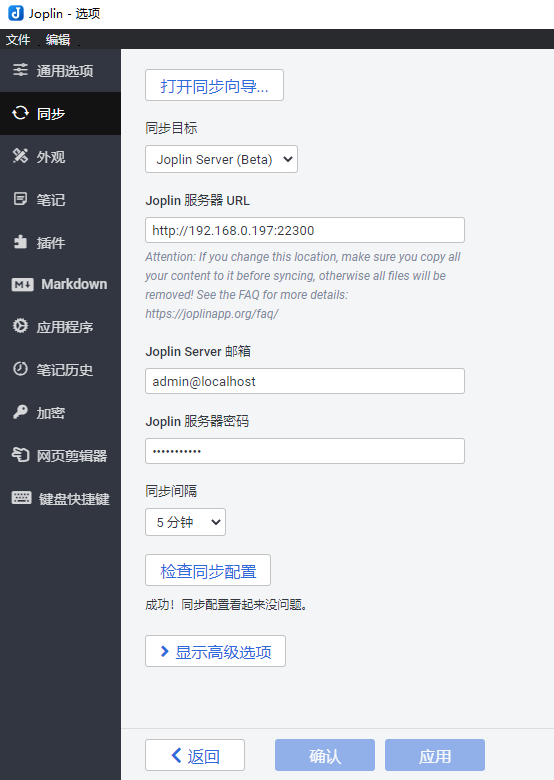 Joplin - 选项
文件 编辑
通用选项
同步
外观
笔记
插件
M Markdown
应用程序
笔记历史
加密
网页剪辑器
键盘快捷键
打开同步向导...
同步目标
Joplin Server (Beta)
Joplin 服务器 URL
http://192.168.0.197:22300
Attention: If you change this location, make sure you copy all
your content to it before syncing, otherwise all files will be
removed! See the FAQ for more details:
https://joplinapp.org/faq/
Joplin Server 邮箱
admin@localhost
Joplin 服务器密码
•••••••••••
同步间隔
5 分钟
检查同步配置
成功！同步配置看起来没问题。
显示高级选项
返回 确认 应用